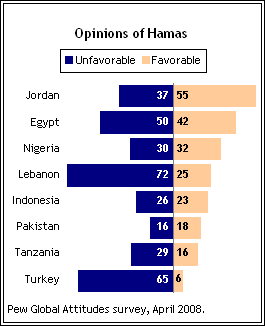 Opinions of Hamas
Unfavorable Favorable
Jordan 37 55
Egypt 50 42
Nigeria 30 32
Lebanon 72 25
Indonesia 26 23
Pakistan 16 18
Tanzania 29 16
Turkey 65 6
Pew Global Attitudes survey, April 2008.